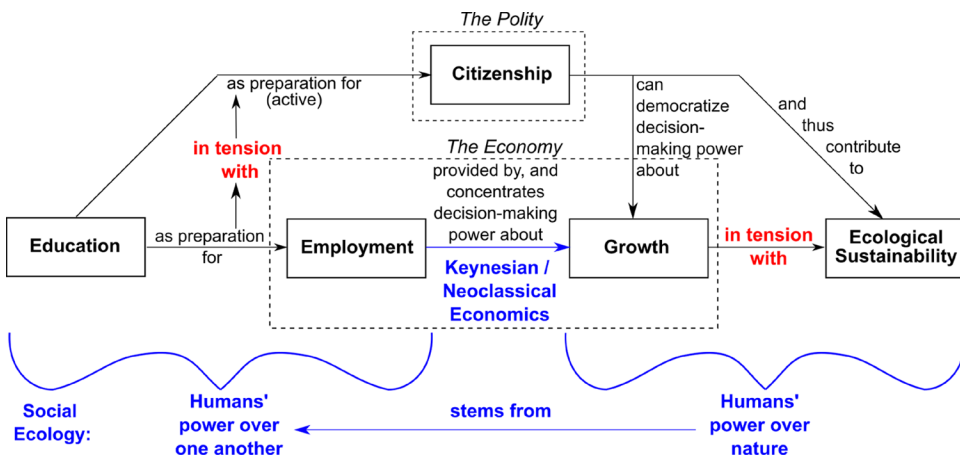 The Polity
Citizenship
as preparation for
(active)
can
democratize
decision-
making power
about
and
thus
contribute
to
in tension
with
The Economy
provided by, and
concentrates
decision-making
power about
Education
as preparation
for
Employment
Keynesian /
Neoclassical
Economics
Growth
in tension
with
Ecological
Sustainability
Social
Ecology:
Humans'
power over
one another
stems from
Humans'
power over
nature